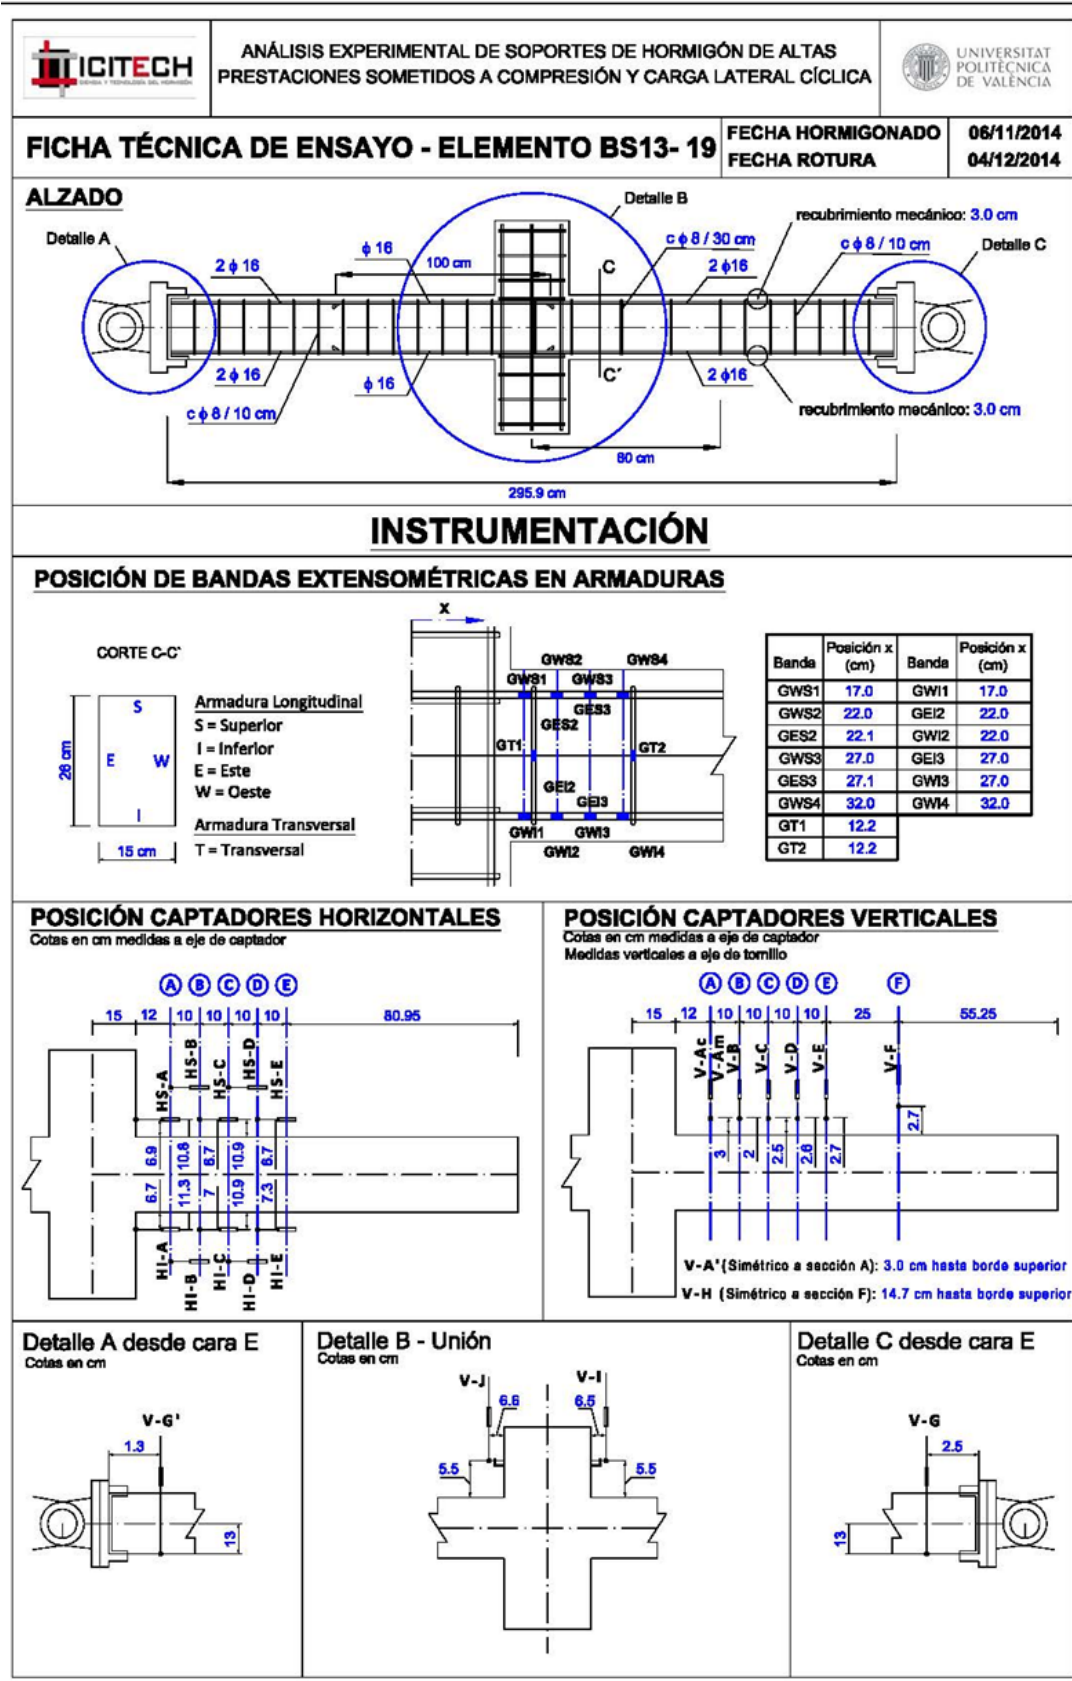 ICITECH
ANÁLISIS EXPERIMENTAL DE SOPORTES DE HORMIGÓN DE ALTAS
PRESTACIONES SOMETIDOS A COMPRESIÓN Y CARGA LATERAL CÍCLICA
UNIVERSITAT
POLITÈCNICA
DE VALÈNCIA
FICHA TÉCNICA DE ENSAYO - ELEMENTO BS13- 19
FECHA HORMIGONADO 06/11/2014
FECHA ROTURA 04/12/2014
ALZADO
Detalle A
Detalle B
recubrimiento mecánico: 3.0 cm
Detalle C
2 ϕ 16
ϕ 16
100 cm
C
c ϕ 8 / 30 cm
2 ϕ16
c ϕ 8 / 10 cm
2 ϕ 16
ϕ 16
C´
2 ϕ16
c ϕ 8 / 10 cm
recubrimiento mecánico: 3.0 cm
80 cm
295.9 cm
INSTRUMENTACIÓN
POSICIÓN DE BANDAS EXTENSOMÉTRICAS EN ARMADURAS
CORTE C-C'
S
E W
I
26 cm
15 cm
Armadura Longitudinal
S = Superior
I = Inferior
E = Este
W = Oeste
Armadura Transversal
T = Transversal
X
GWS2 GWS4
GWS1 GWS3
GES3
GES2
GT1 GT2
GEI2
GEI3
GWI1 GWI3
GWI2 GWI4
Banda Posición x (cm) Banda Posición x (cm)
GWS1 17.0 GWI1 17.0
GWS2 22.0 GEI2 22.0
GES2 22.1 GWI2 22.0
GWS3 27.0 GEI3 27.0
GES3 27.1 GWI3 27.0
GWS4 32.0 GWI4 32.0
GT1 12.2
GT2 12.2
POSICIÓN CAPTADORES HORIZONTALES
Cotas en cm medidas a eje de captador
A B C D E
15 12 10 10 10 10 80.95
HS-A HS-B HS-C HS-D HS-E
6.9 10.8 6.7 10.9 6.7
6.7 11.3 7 10.9 7.3
HI-A HI-B HI-C HI-D HI-E
POSICIÓN CAPTADORES VERTICALES
Cotas en cm medidas a eje de captador
Medidas verticales a eje de tornillo
A B C D E F
15 12 10 10 10 10 25 55.25
V-Ac V-Am V-B V-C V-D V-E V-F
3 2 2.5 2.6 2.7 2.7
V-A'(Simétrico a sección A): 3.0 cm hasta borde superior
V-H (Simétrico a sección F): 14.7 cm hasta borde superior
Detalle A desde cara E
Cotas en cm
V-G'
1.3
13
Detalle B - Unión
Cotas en cm
V-J V-I
6.6 6.5
5.5 5.5
Detalle C desde cara E
Cotas en cm
V-G
2.5
13